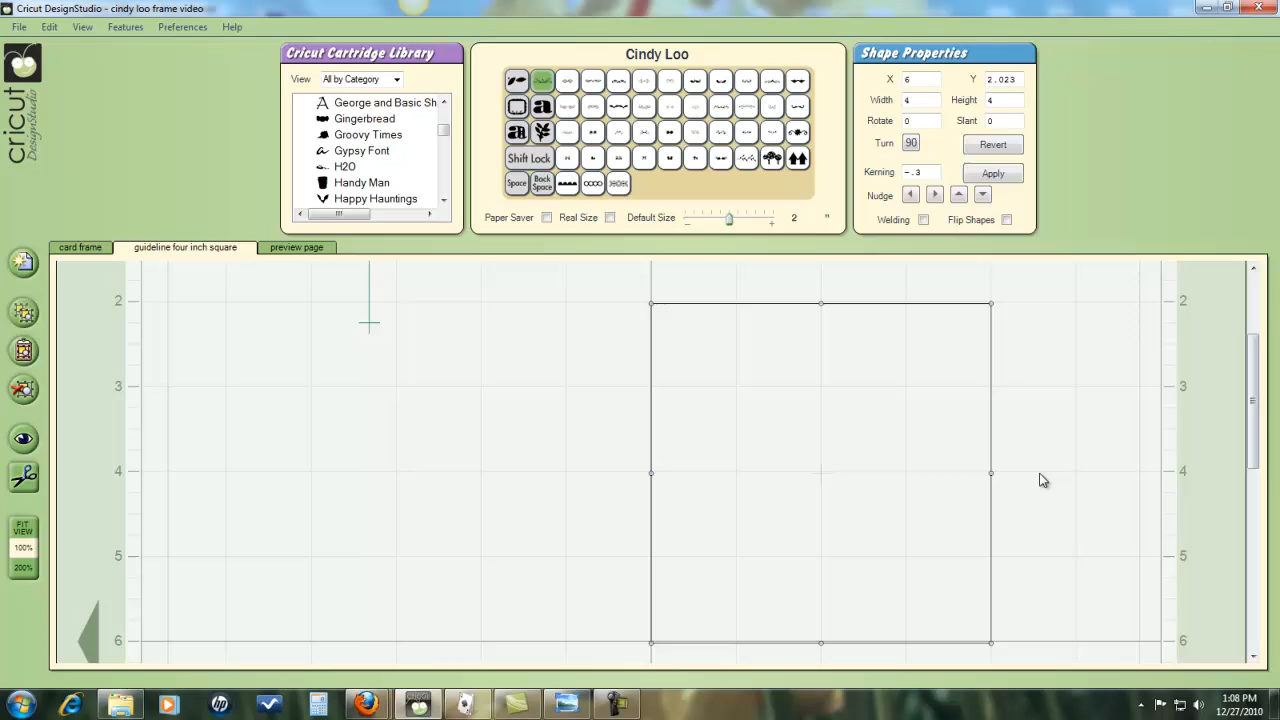 Cricut DesignStudio - cindy loo frame video
File Edit View Features Preferences Help
cricut
DESIGNSTUDIO
Cricut Cartridge Library
View All by Category
George and Basic Sh
Gingerbread
Groovy Times
Gypsy Font
H2O
Handy Man
Happy Hauntings
Cindy Loo
a
a
Shift Lock
Space
Back Space
Paper Saver Real Size Default Size 2 "
Shape Properties
X 6 Y 2.023
Width 4 Height 4
Rotate 0 Slant 0
Turn 90 Revert
Kerning -.3 Apply
Nudge
Welding Flip Shapes
card frame guideline four inch square preview page
2 2
3 3
4 4
5 5
6 6
FIT VIEW
100%
200%
1:08 PM
12/27/2010